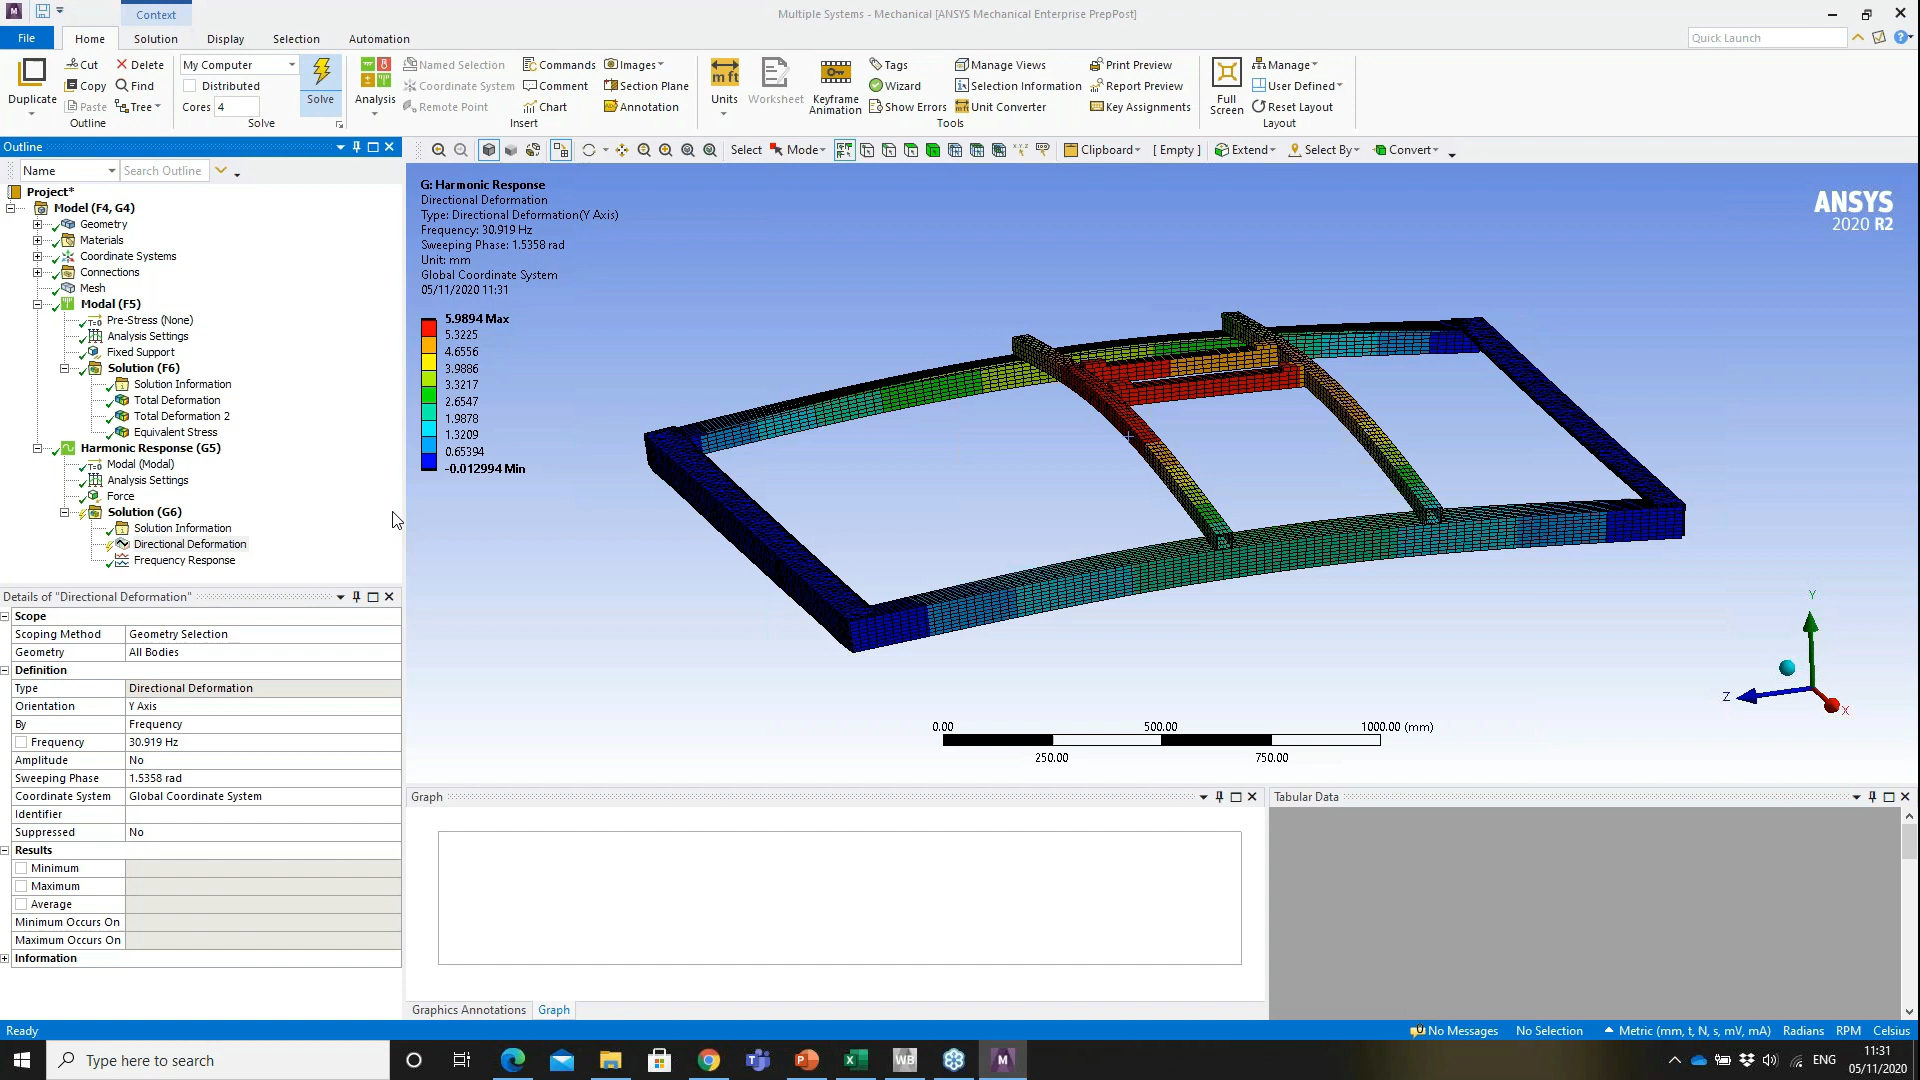 Context
Multiple Systems - Mechanical [ANSYS Mechanical Enterprise PrepPost]
File
Home
Solution
Display
Selection
Automation
Quick Launch
Duplicate
Cut
Copy
Paste
Delete
Find
Tree
Outline
My Computer
Distributed
Cores 4
Solve
Solve
Analysis
Named Selection
Coordinate System
Remote Point
Commands
Comment
Chart
Images
Section Plane
Annotation
Insert
Units
Worksheet
Keyframe
Animation
Tags
Wizard
Show Errors
Manage Views
Selection Information
Unit Converter
Print Preview
Report Preview
Key Assignments
Tools
Full
Screen
Manage
User Defined
Reset Layout
Layout
Outline
Select
Mode
Clipboard
[ Empty ]
Extend
Select By
Convert
Name
Search Outline
Project*
Model (F4, G4)
Geometry
Materials
Coordinate Systems
Connections
Mesh
Modal (F5)
Pre-Stress (None)
Analysis Settings
Fixed Support
Solution (F6)
Solution Information
Total Deformation
Total Deformation 2
Equivalent Stress
Harmonic Response (G5)
Modal (Modal)
Analysis Settings
Force
Solution (G6)
Solution Information
Directional Deformation
Frequency Response
G: Harmonic Response
Directional Deformation
Type: Directional Deformation(Y Axis)
Frequency: 30.919 Hz
Sweeping Phase: 1.5358 rad
Unit: mm
Global Coordinate System
05/11/2020 11:31
5.9894 Max
5.3225
4.6556
3.9886
3.3217
2.6547
1.9878
1.3209
0.65394
-0.012994 Min
ANSYS
2020 R2
Y
Z
X
0.00
500.00
1000.00 (mm)
250.00
750.00
Details of "Directional Deformation"
Scope
Scoping Method Geometry Selection
Geometry All Bodies
Definition
Type Directional Deformation
Orientation Y Axis
By Frequency
Frequency 30.919 Hz
Amplitude No
Sweeping Phase 1.5358 rad
Coordinate System Global Coordinate System
Identifier
Suppressed No
Results
Minimum
Maximum
Average
Minimum Occurs On
Maximum Occurs On
Information
Graph
Tabular Data
Graphics Annotations
Graph
Ready
No Messages
No Selection
Metric (mm, t, N, s, mV, mA)
Radians
RPM
Celsius
Type here to search
ENG
11:31
05/11/2020